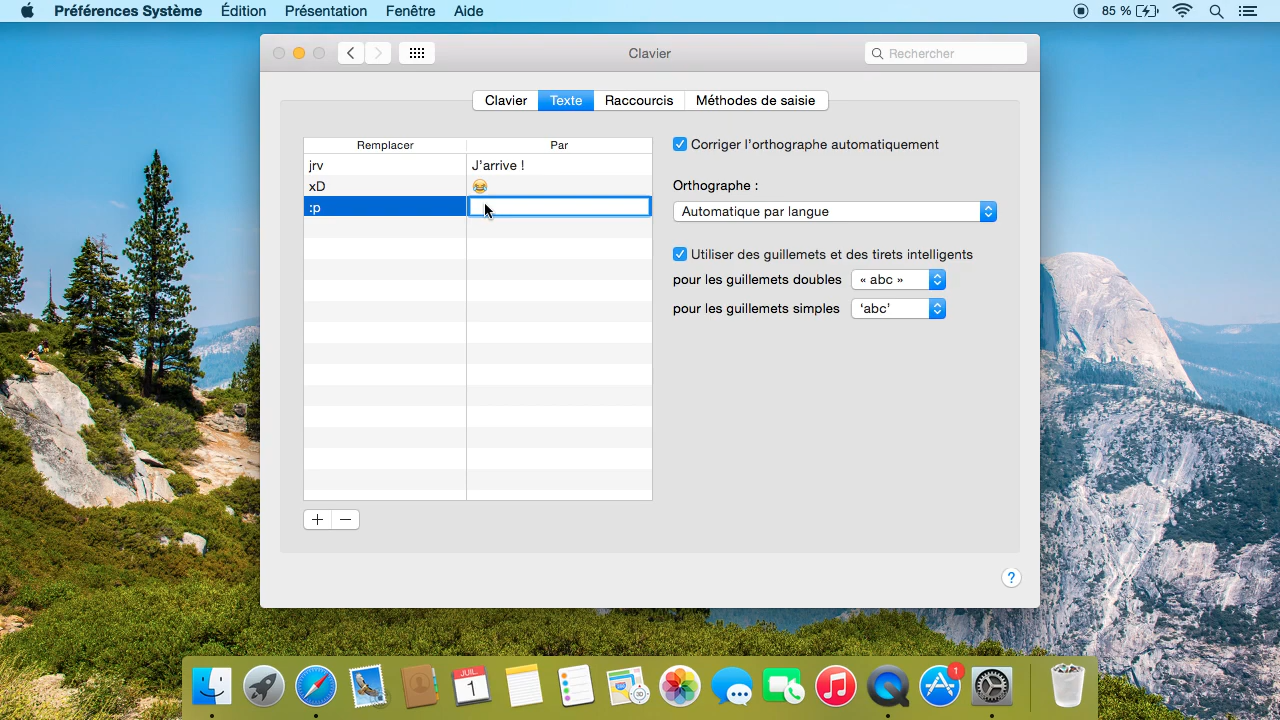 Préférences Système Édition Présentation Fenêtre Aide 85 %
Clavier Rechercher
Clavier Texte Raccourcis Méthodes de saisie
Remplacer Par
jrv J’arrive !
xD 😂
:p
Corriger l’orthographe automatiquement
Orthographe :
Automatique par langue
Utiliser des guillemets et des tirets intelligents
pour les guillemets doubles « abc »
pour les guillemets simples ‘abc’
+ −
?
JUIL
1
1